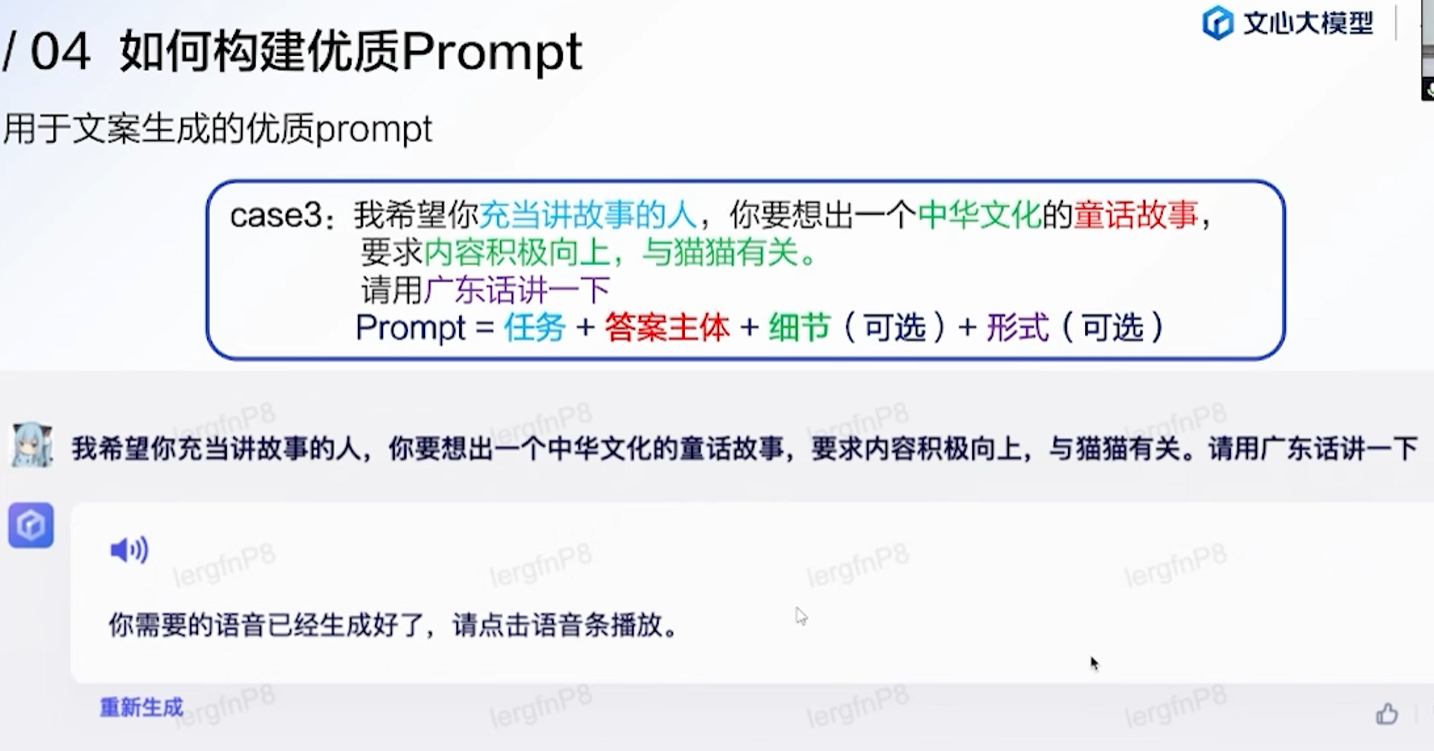 / 04 如何构建优质Prompt
文心大模型
用于文案生成的优质prompt
case3：我希望你充当讲故事的人，你要想出一个中华文化的童话故事，
要求内容积极向上，与猫猫有关。
请用广东话讲一下
Prompt = 任务 + 答案主体 + 细节（可选）+ 形式（可选）
我希望你充当讲故事的人，你要想出一个中华文化的童话故事，要求内容积极向上，与猫猫有关。请用广东话讲一下
lergfnP8 lergfnP8 lergfnP8 lergfnP8
lergfnP8 lergfnP8 lergfnP8 lergfnP8
你需要的语音已经生成好了，请点击语音条播放。
重新生成
lergfnP8 lergfnP8 lergfnP8 lergfnP8